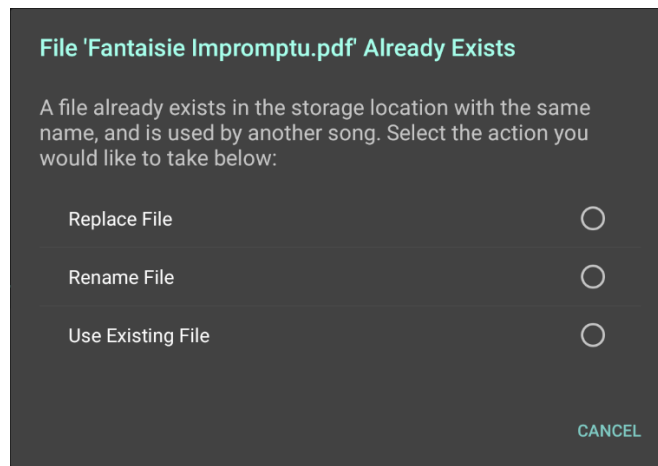 File 'Fantaisie Impromptu.pdf' Already Exists
A file already exists in the storage location with the same
name, and is used by another song. Select the action you
would like to take below:
Replace File
Rename File
Use Existing File
CANCEL